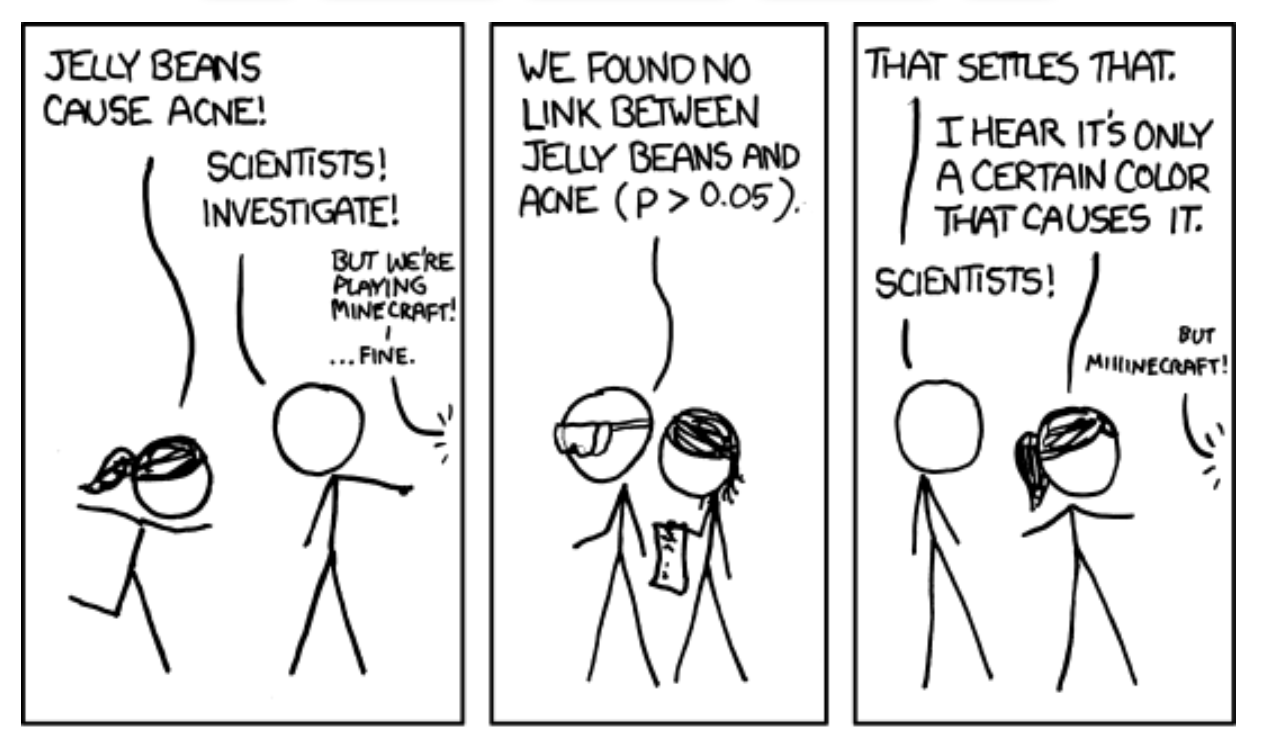 JELLY BEANS
CAUSE ACNE!
SCIENTISTS!
INVESTIGATE!
BUT WE'RE
PLAYING
MINECRAFT!
...FINE.
WE FOUND NO
LINK BETWEEN
JELLY BEANS AND
ACNE (P > 0.05).
THAT SETTLES THAT.
I HEAR IT'S ONLY
A CERTAIN COLOR
THAT CAUSES IT.
SCIENTISTS!
BUT
MIIIINECRAFT!